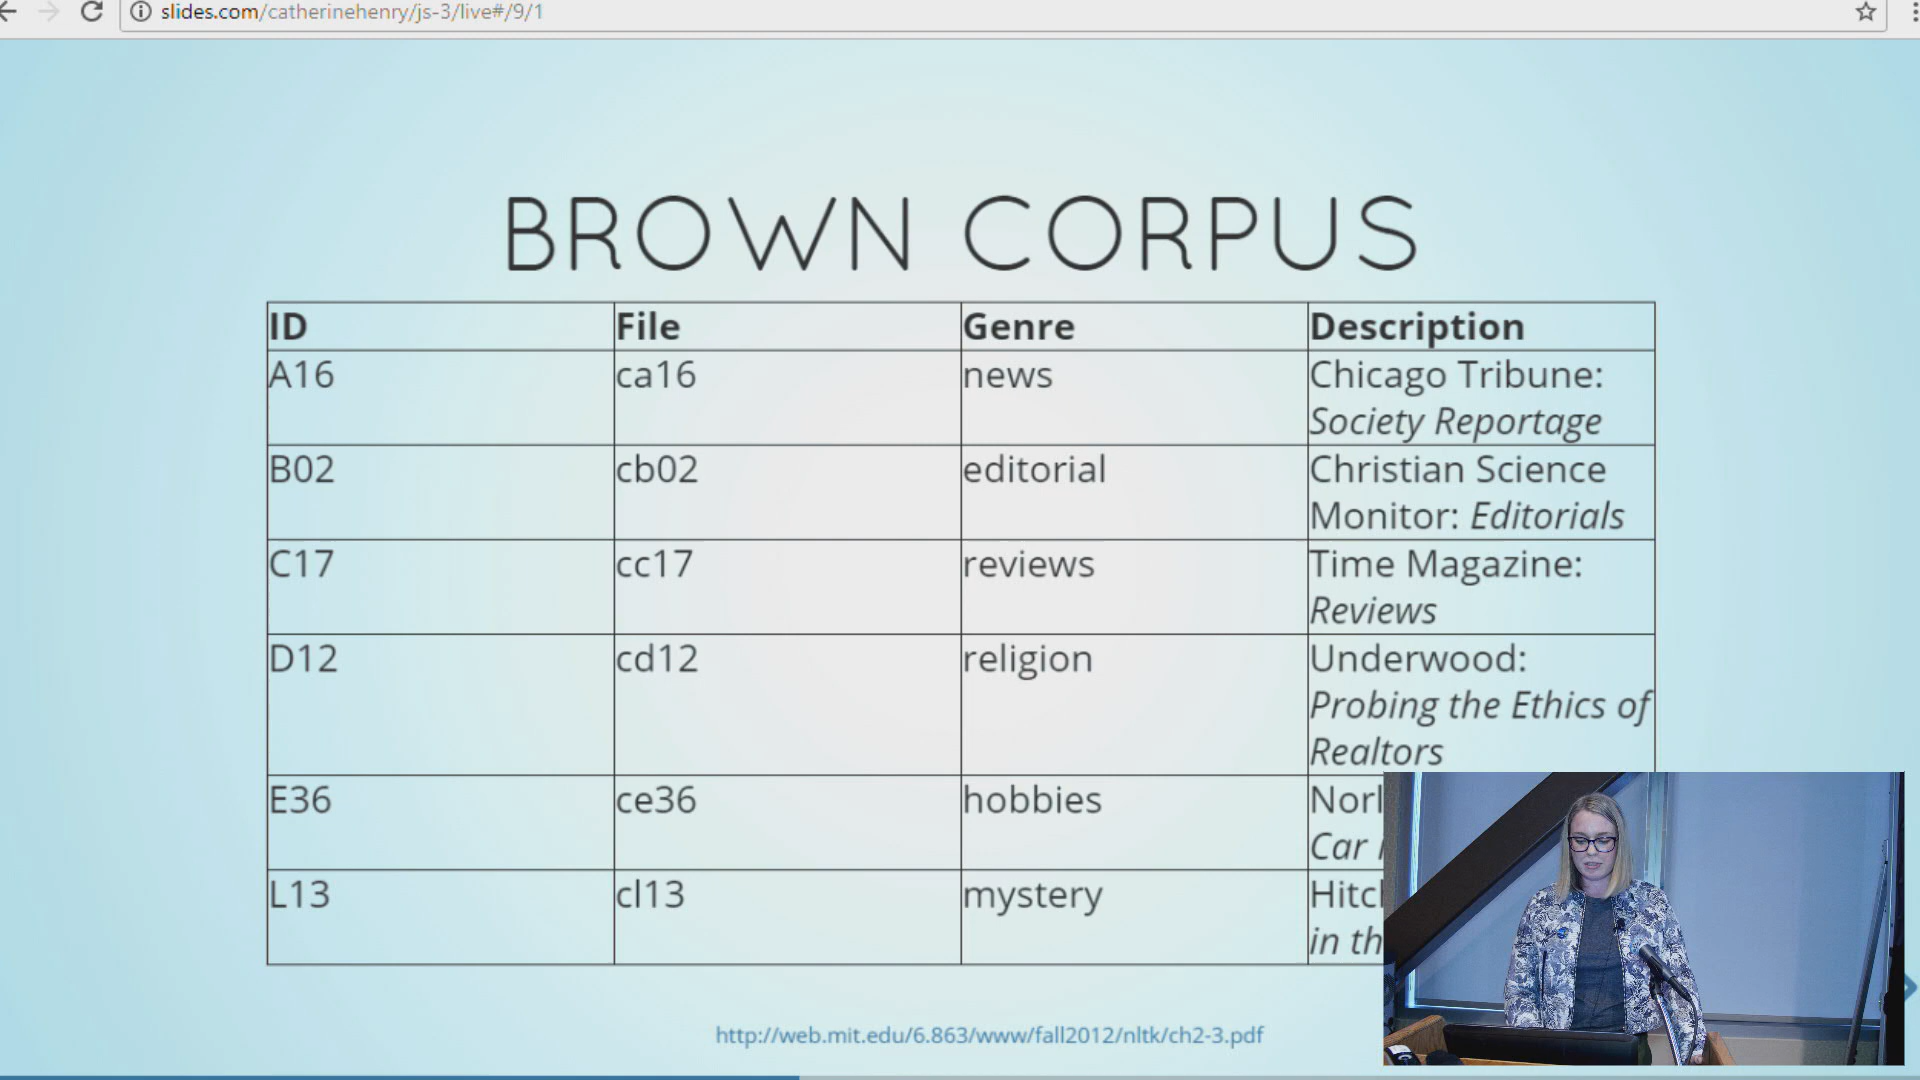 slides.com/catherinehenry/js-3/live#/9/1
BROWN CORPUS
ID File Genre Description
A16 ca16 news Chicago Tribune:
Society Reportage
B02 cb02 editorial Christian Science
Monitor: Editorials
C17 cc17 reviews Time Magazine:
Reviews
D12 cd12 religion Underwood:
Probing the Ethics of
Realtors
E36 ce36 hobbies
Car
L13 cl13 mystery
in
http://web.mit.edu/6.863/www/fall2012/nltk/ch2-3.pdf